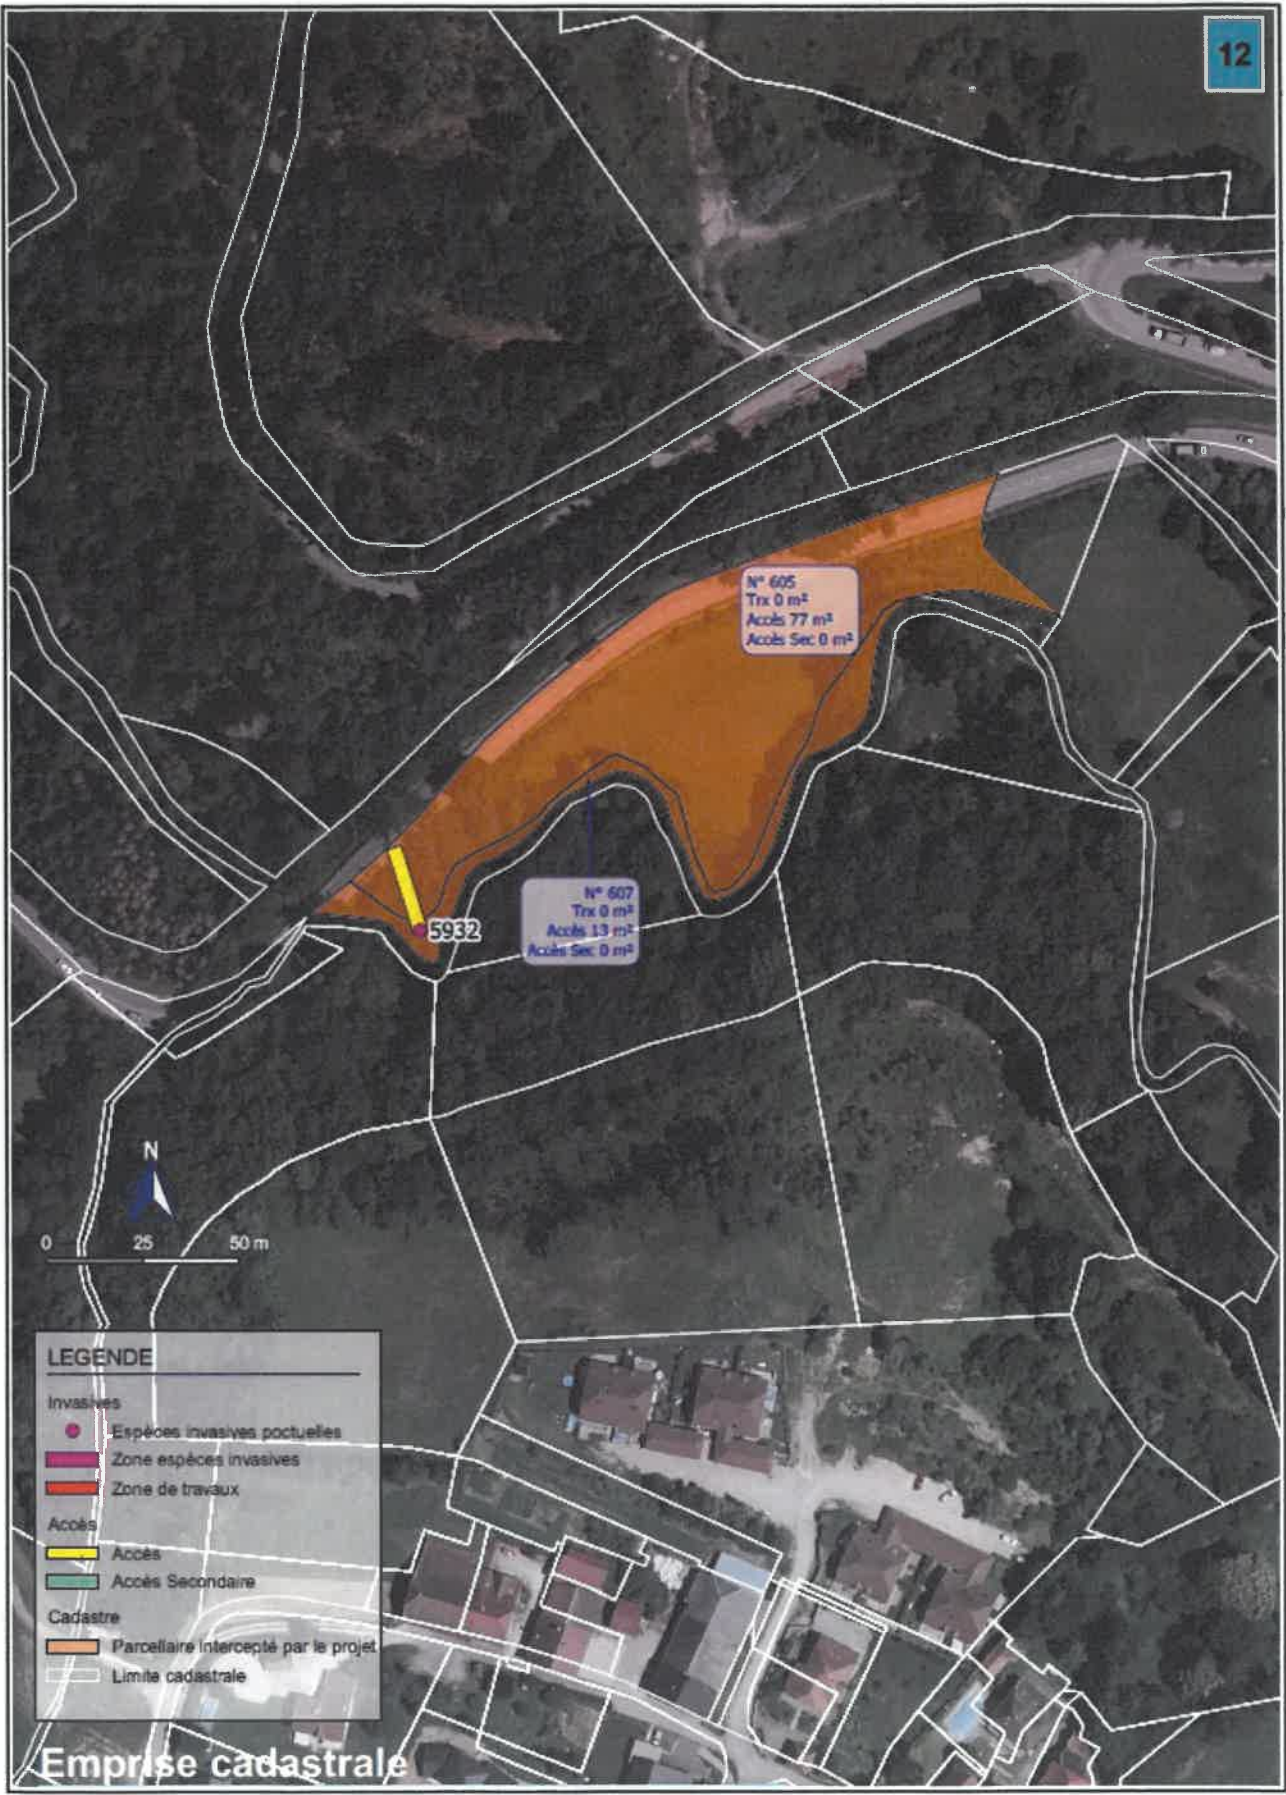 12
N° 605
Trx 0 m²
Accès 77 m²
Accès Sec 0 m²
N° 607
Trx 0 m²
Accès 13 m²
Accès Sec 0 m²
5932
N
0 25 50 m
LEGENDE
Invasives
Espèces invasives poctuelles
Zone espèces invasives
Zone de travaux
Accès
Accès
Accès Secondaire
Cadastre
Parcellaire intercepté par le projet
Limite cadastrale
Emprise cadastrale